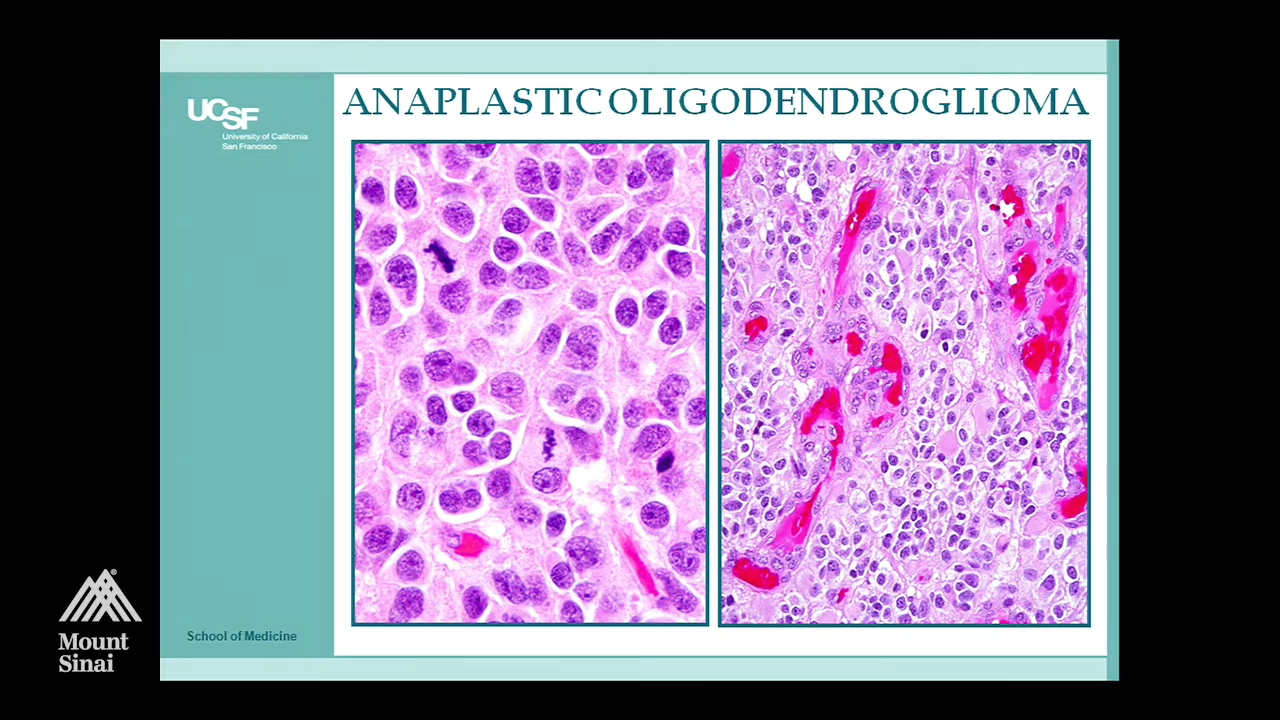 ANAPLASTIC OLIGODENDROGLIOMA
UCSF
University of California
San Francisco
School of Medicine
Mount
Sinai